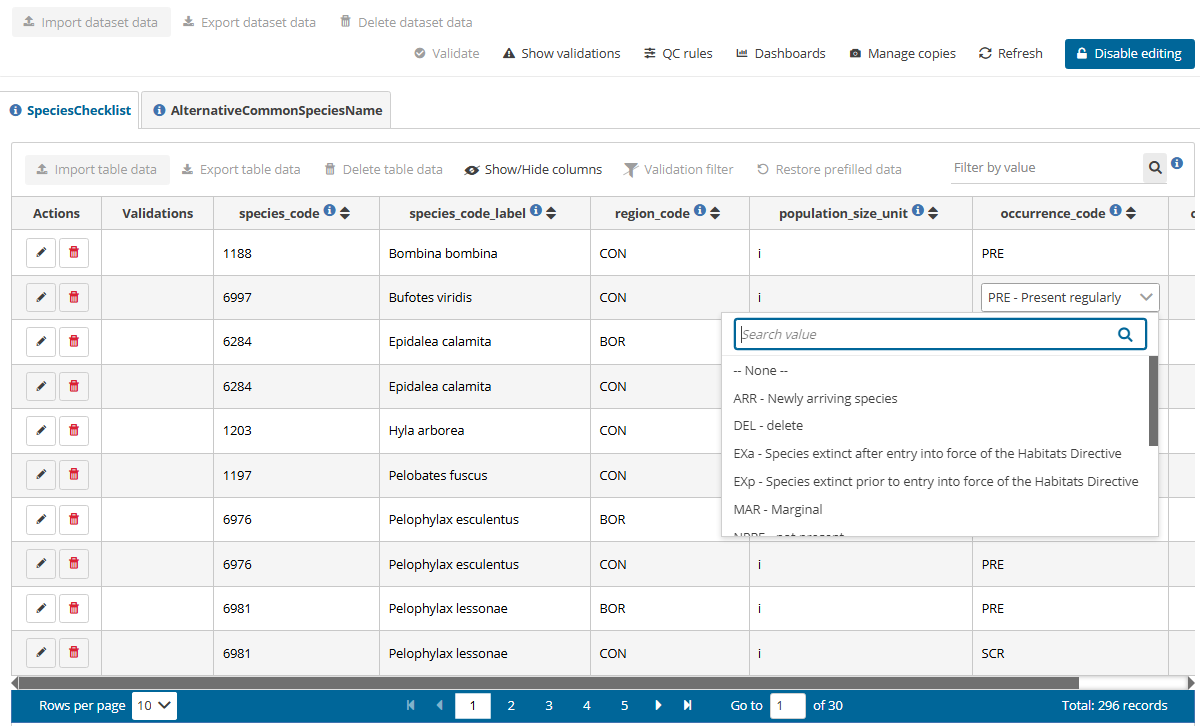 Import dataset data Export dataset data Delete dataset data
Validate Show validations QC rules Dashboards Manage copies Refresh Disable editing
SpeciesChecklist AlternativeCommonSpeciesName
Import table data Export table data Delete table data Show/Hide columns Validation filter Restore prefilled data Filter by value
Actions Validations species_code species_code_label region_code population_size_unit occurrence_code
1188 Bombina bombina CON i PRE
6997 Bufotes viridis CON i PRE - Present regularly
6284 Epidalea calamita BOR
6284 Epidalea calamita CON
1203 Hyla arborea CON
1197 Pelobates fuscus CON
6976 Pelophylax esculentus BOR
Search value
-- None --
ARR - Newly arriving species
DEL - delete
EXa - Species extinct after entry into force of the Habitats Directive
EXp - Species extinct prior to entry into force of the Habitats Directive
MAR - Marginal
6976 Pelophylax esculentus CON i PRE
6981 Pelophylax lessonae BOR i PRE
6981 Pelophylax lessonae CON i SCR
Rows per page 10 1 2 3 4 5 Go to 1 of 30 Total: 296 records